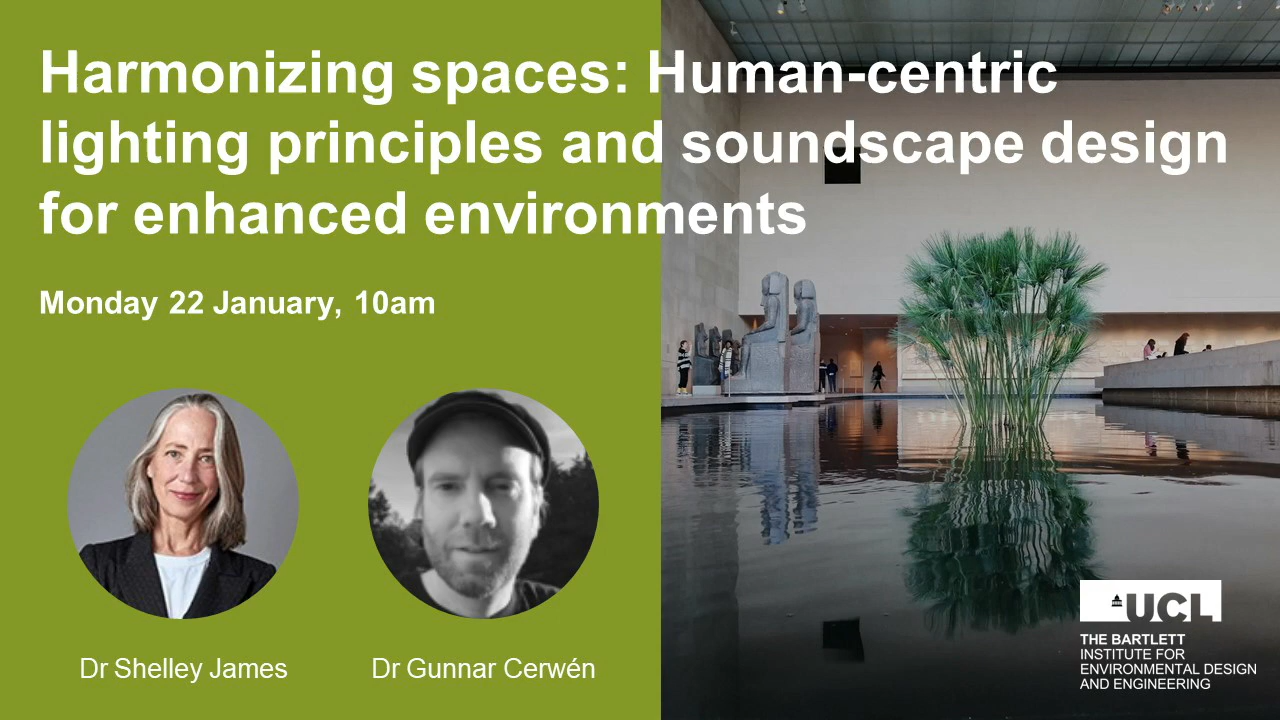 Harmonizing spaces: Human-centric
lighting principles and soundscape design
for enhanced environments
Monday 22 January, 10am
Dr Shelley James
Dr Gunnar Cerwén
UCL
THE BARTLETT
INSTITUTE FOR
ENVIRONMENTAL DESIGN
AND ENGINEERING